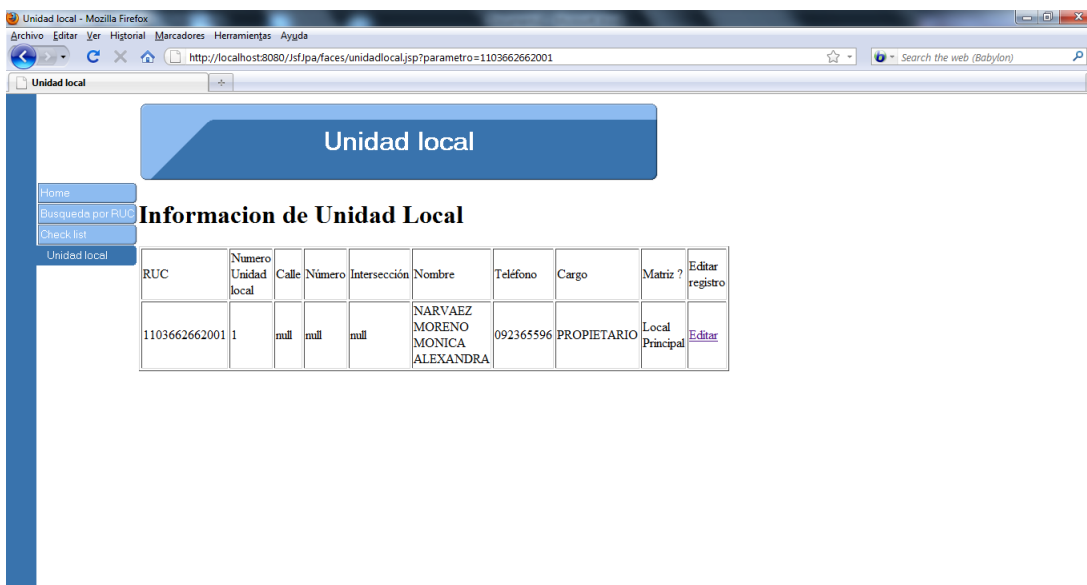 Unidad local - Mozilla Firefox
Archivo Editar Ver Historial Marcadores Herramientas Ayuda
http://localhost:8080/JsfJpa/faces/unidadlocal.jsp?parametro=1103662662001
Search the web (Babylon)
Unidad local
Unidad local
Home
Busqueda por RUC
Check list
Unidad local
Informacion de Unidad Local
RUC
Numero
Unidad
local
Calle
Número
Intersección
Nombre
Teléfono
Cargo
Matriz ?
Editar
registro
1103662662001
1
null
null
null
NARVAEZ
MORENO
MONICA
ALEXANDRA
092365596
PROPIETARIO
Local
Principal
Editar